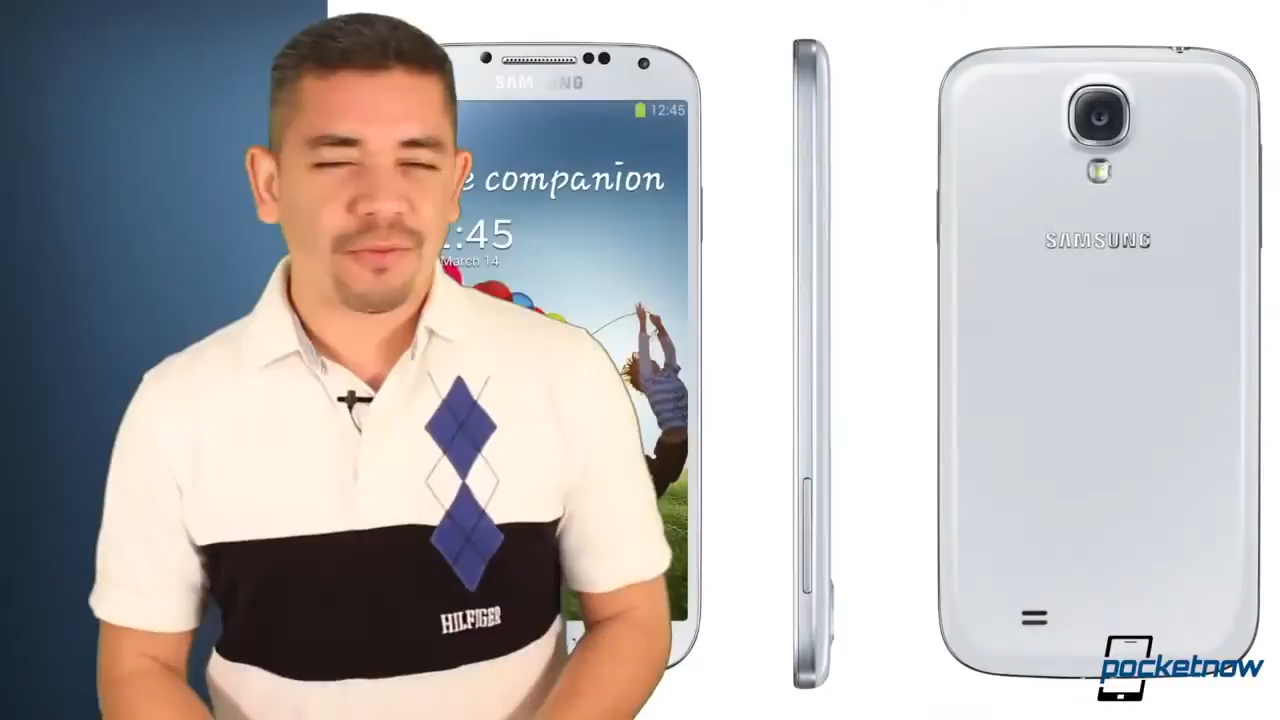 SAMSUNG
12:45
e companion
:45
March 14
SAMSUNG
HILFIGER
pocketnow